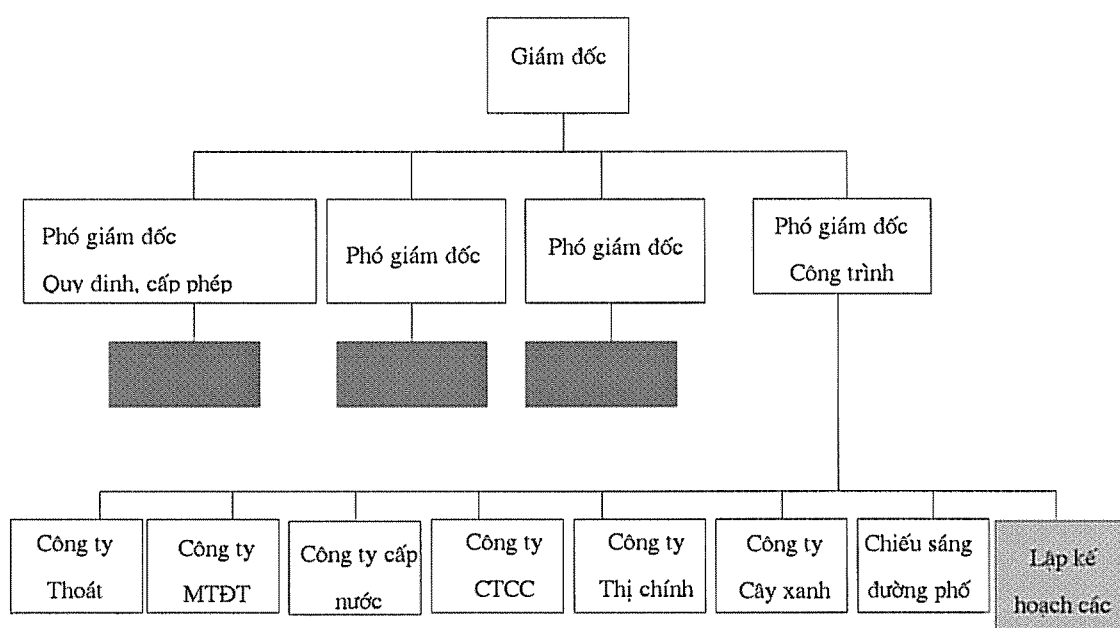 Giám đốc
Phó giám đốc
Quy định, cấp phép
Phó giám đốc
Phó giám đốc
Phó giám đốc
Công trình
Công ty
Thoát
Công ty
MTĐT
Công ty cấp
nước
Công ty
CTCC
Công ty
Thị chính
Công ty
Cây xanh
Chiếu sáng
đường phố
Lập kế
hoạch các